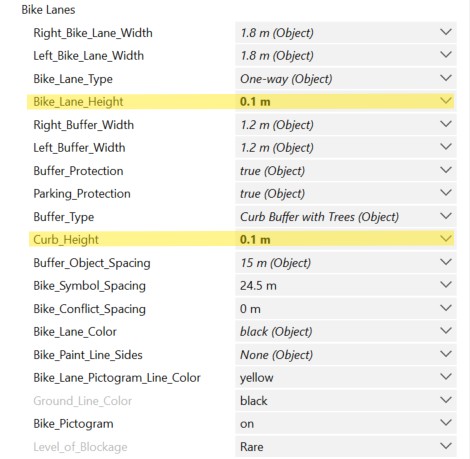 Bike Lanes
Right_Bike_Lane_Width 1.8 m (Object)
Left_Bike_Lane_Width 1.8 m (Object)
Bike_Lane_Type One-way (Object)
Bike_Lane_Height 0.1 m
Right_Buffer_Width 1.2 m (Object)
Left_Buffer_Width 1.2 m (Object)
Buffer_Protection true (Object)
Parking_Protection true (Object)
Buffer_Type Curb Buffer with Trees (Object)
Curb_Height 0.1 m
Buffer_Object_Spacing 15 m (Object)
Bike_Symbol_Spacing 24.5 m
Bike_Conflict_Spacing 0 m
Bike_Lane_Color black (Object)
Bike_Paint_Line_Sides None (Object)
Bike_Lane_Pictogram_Line_Color yellow
Ground_Line_Color black
Bike_Pictogram on
Level_of_Blockage Rare